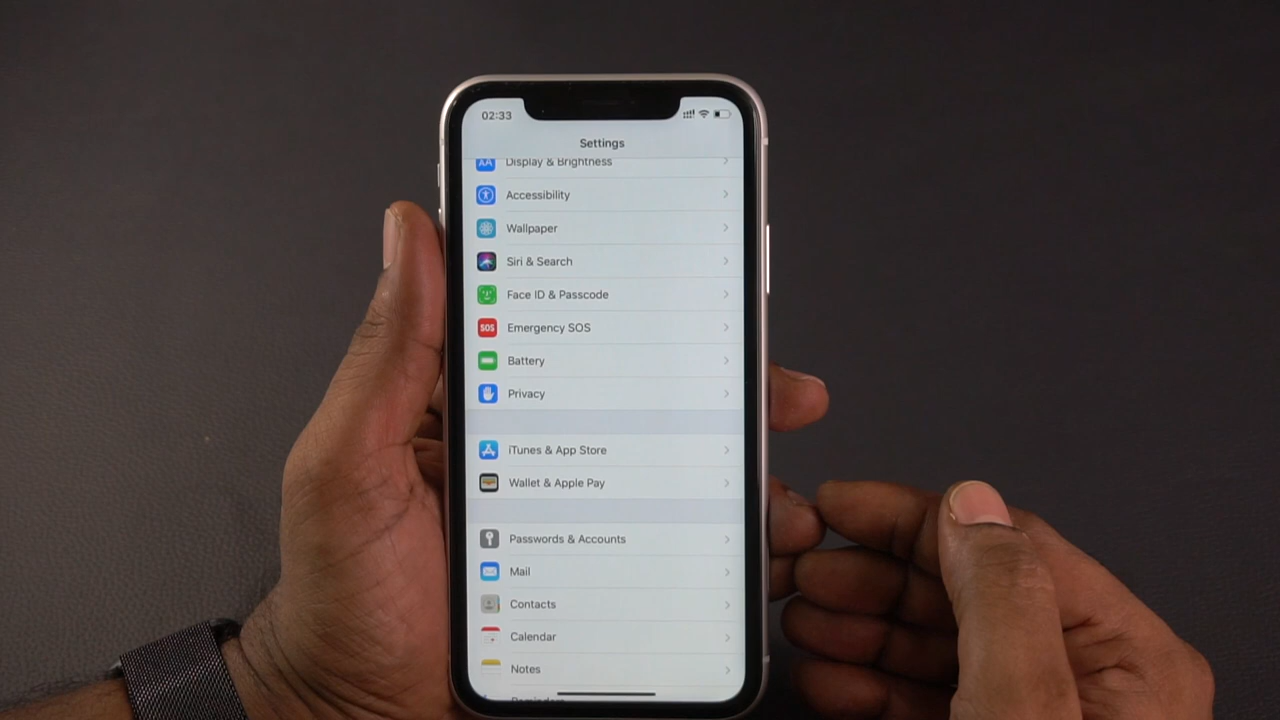 02:33
Settings
Display & Brightness
Accessibility
Wallpaper
Siri & Search
Face ID & Passcode
SOS Emergency SOS
Battery
Privacy
iTunes & App Store
Wallet & Apple Pay
Passwords & Accounts
Mail
Contacts
Calendar
Notes
Reminders